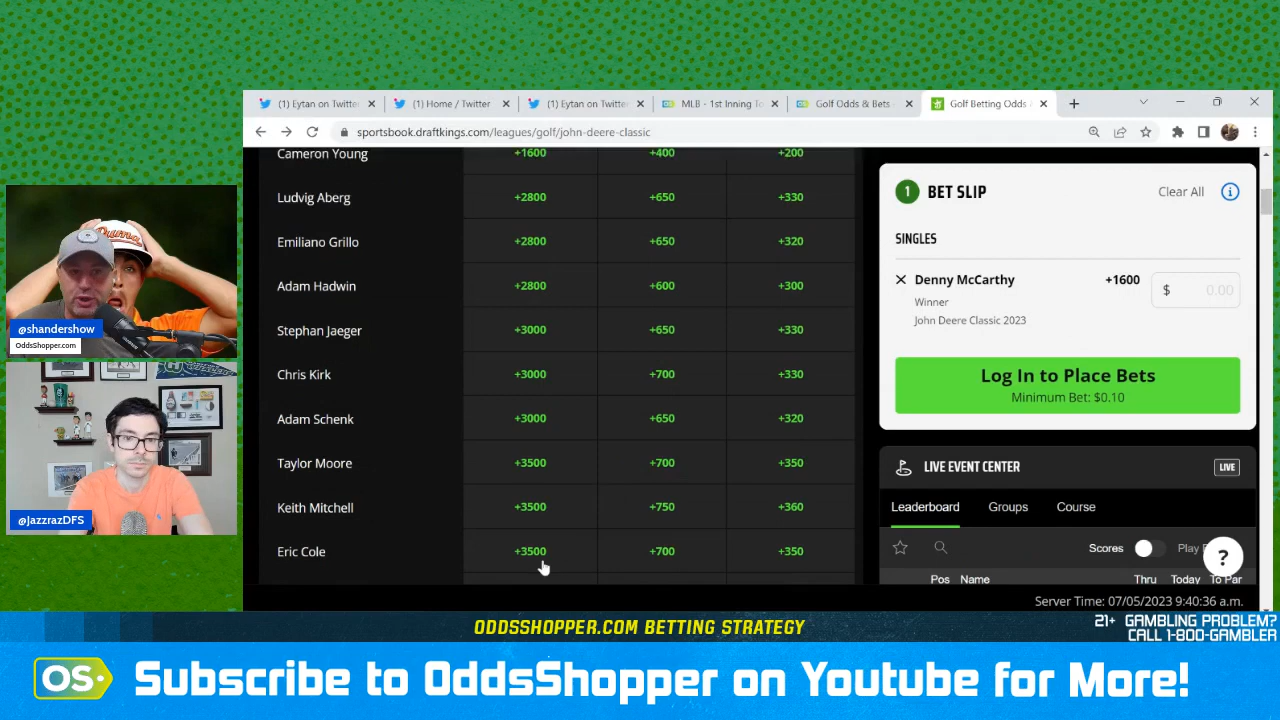 (1) Eytan on Twitte
(1) Home / Twitter
(1) Eytan on Twitte
MLB - 1st Inning To
Golf Odds & Bets
Golf Betting Odds
sportsbook.draftkings.com/leagues/golf/john-deere-classic
Cameron Young +1600 +400 +200
Ludvig Aberg +2800 +650 +330
Emiliano Grillo +2800 +650 +320
Adam Hadwin +2800 +600 +300
Stephan Jaeger +3000 +650 +330
Chris Kirk +3000 +700 +330
Adam Schenk +3000 +650 +320
Taylor Moore +3500 +700 +350
Keith Mitchell +3500 +750 +360
Eric Cole +3500 +700 +350
1 BET SLIP Clear All
SINGLES
Denny McCarthy +1600 $ 0.00
Winner
John Deere Classic 2023
Log In to Place Bets
Minimum Bet: $0.10
LIVE EVENT CENTER LIVE
Leaderboard Groups Course
Scores Play
?
Pos Name Thru Today To Par
Server Time: 07/05/2023 9:40:36 a.m.
@shandershow
OddsShopper.com
@JazzrazDFS
ODDSSHOPPER.COM BETTING STRATEGY
21+ GAMBLING PROBLEM?
CALL 1-800-GAMBLER
OS Subscribe to OddsShopper on Youtube for More!